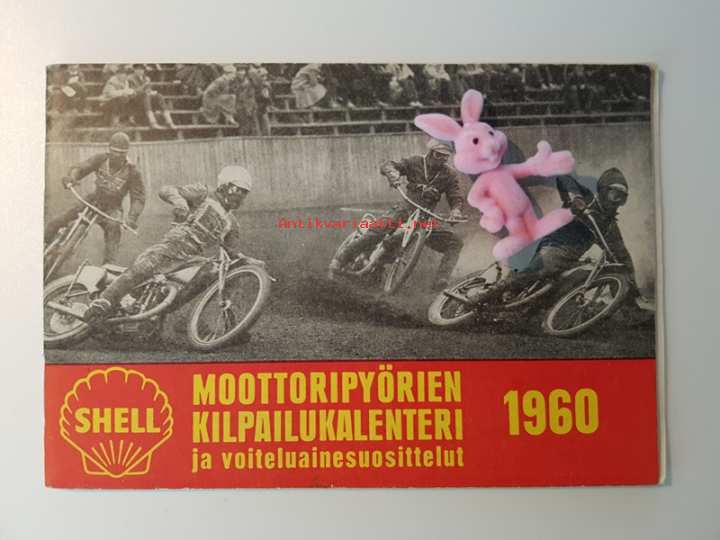 Antikvariaatti.net
SHELL
MOOTTORIPYÖRIEN
KILPAILUKALENTERI
ja voiteluainesuosittelut
1960